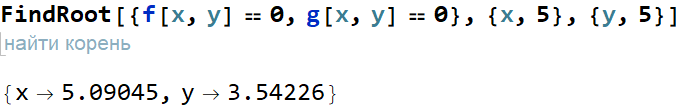 FindRoot[{f[x, y] == 0, g[x, y] == 0}, {x, 5}, {y, 5}]
найти корень
{x → 5.09045, y → 3.54226}